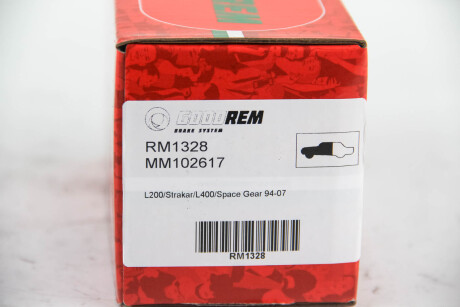 GOODREM
BRAKE SYSTEM
RM1328
MM102617
L200/Strakar/L400/Space Gear 94-07
RM1328